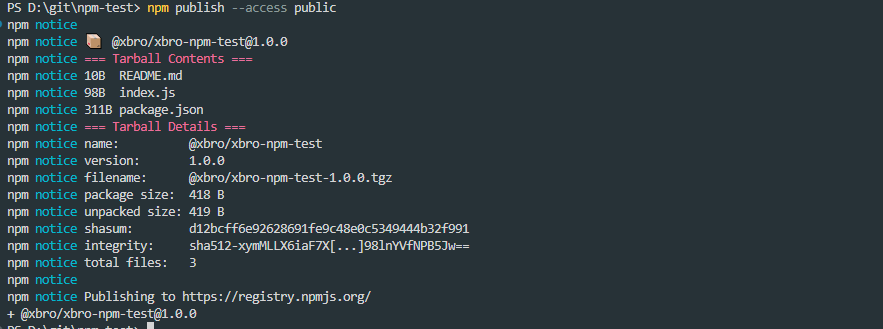 PS D:\git\npm-test> npm publish --access public
npm notice
npm notice 📦 @xbro/xbro-npm-test@1.0.0
npm notice === Tarball Contents ===
npm notice 10B README.md
npm notice 98B index.js
npm notice 311B package.json
npm notice === Tarball Details ===
npm notice name: @xbro/xbro-npm-test
npm notice version: 1.0.0
npm notice filename: @xbro/xbro-npm-test-1.0.0.tgz
npm notice package size: 418 B
npm notice unpacked size: 419 B
npm notice shasum: d12bcff6e92628691fe9c48e0c5349444b32f991
npm notice integrity: sha512-xymMLLX6iaF7X[...]98lnYVfNPB5Jw==
npm notice total files: 3
npm notice
npm notice Publishing to https://registry.npmjs.org/
+ @xbro/xbro-npm-test@1.0.0
PS D:\git\npm-test>